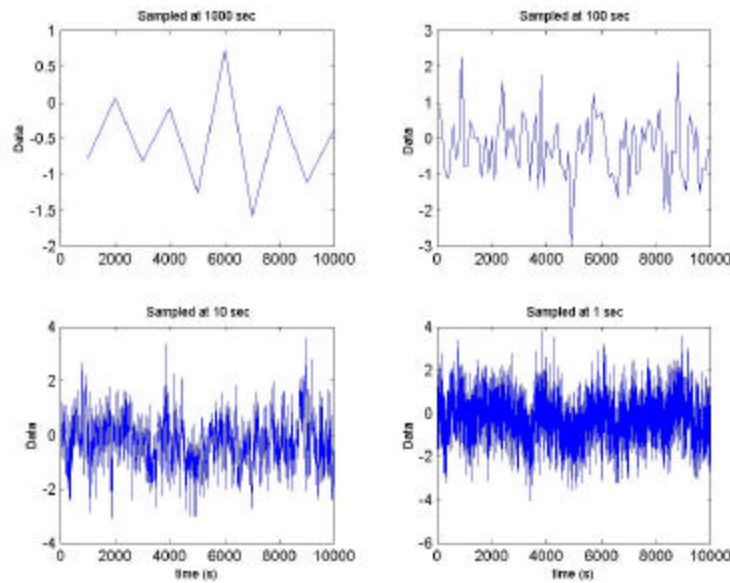 Sampled at 1000 sec
1
0.5
0
-0.5
-1
-1.5
-2
Data
0 2000 4000 6000 8000 10000
Sampled at 100 sec
3
2
1
0
-1
-2
-3
Data
0 2000 4000 6000 8000 10000
Sampled at 10 sec
4
2
0
-2
-4
Data
0 2000 4000 6000 8000 10000
time (s)
Sampled at 1 sec
4
2
0
-2
-4
-6
Data
0 2000 4000 6000 8000 10000
time (s)